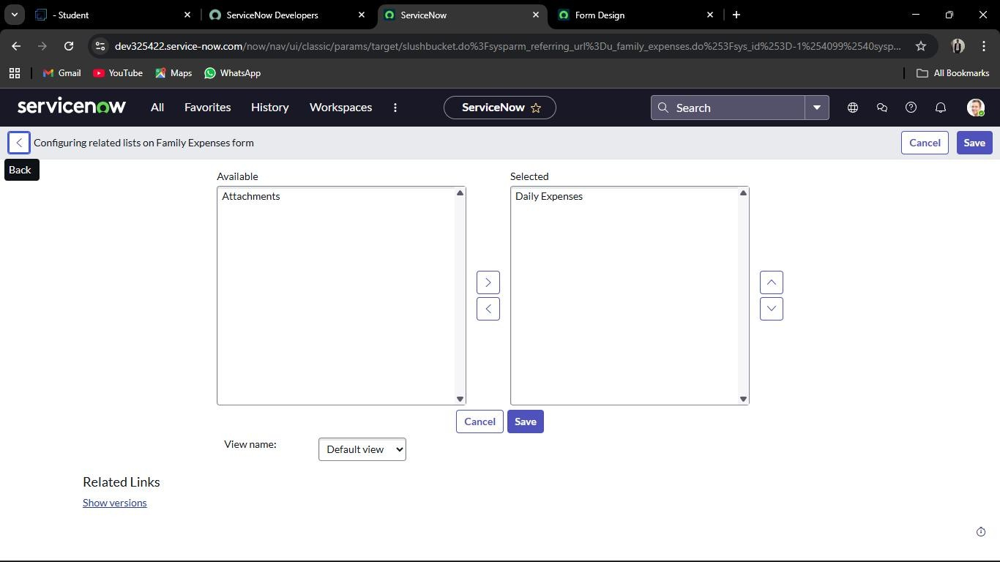 - Student
ServiceNow Developers
ServiceNow
Form Design
dev325422.service-now.com/now/nav/ui/classic/params/target/slushbucket.do%3Fsysparm_referring_url%3Du_family_expenses.do%253Fsys_id%253D-1%254099%2540sysp...
Gmail
YouTube
Maps
WhatsApp
All Bookmarks
servicenow
All
Favorites
History
Workspaces
ServiceNow
Search
Configuring related lists on Family Expenses form
Cancel
Save
Back
Available
Selected
Attachments
Daily Expenses
Cancel
Save
View name:
Default view
Related Links
Show versions